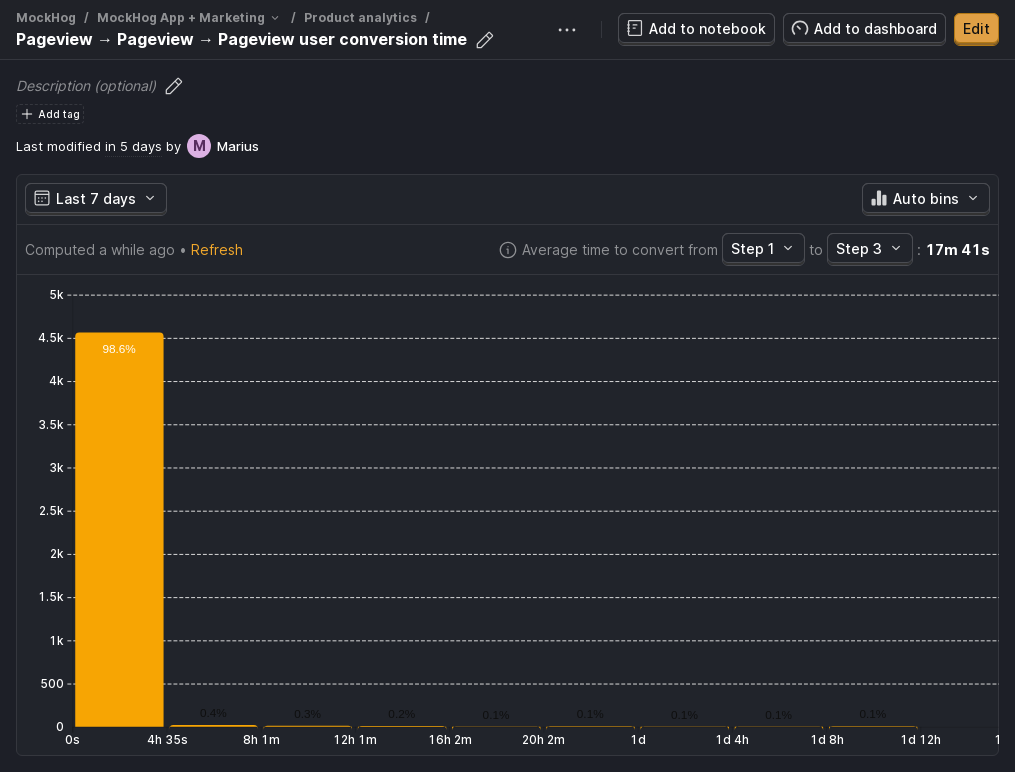 MockHog / MockHog App + Marketing / Product analytics /
Pageview → Pageview → Pageview user conversion time
Add to notebook
Add to dashboard
Edit
Description (optional)
Add tag
Last modified in 5 days by M Marius
Last 7 days
Auto bins
Computed a while ago • Refresh
Average time to convert from Step 1 to Step 3 : 17m 41s
5k
4.5k
98.6%
4k
3.5k
3k
2.5k
2k
1.5k
1k
500
0.4% 0.3% 0.2% 0.1% 0.1% 0.1% 0.1% 0.1%
0
0s 4h 35s 8h 1m 12h 1m 16h 2m 20h 2m 1d 1d 4h 1d 8h 1d 12h 1